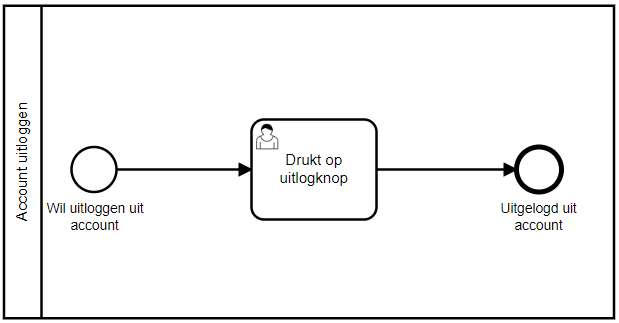 Account uitloggen
Wil uitloggen uit
account
Drukt op
uitlogknop
Uitgelogd uit
account